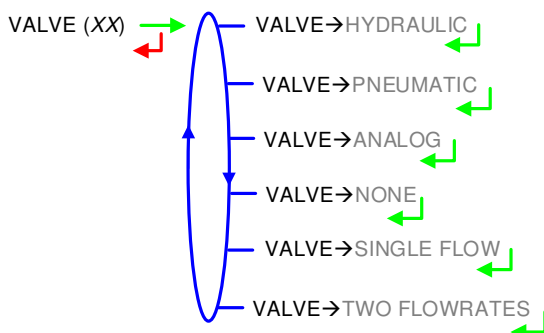 VALVE (XX)
VALVE→HYDRAULIC
VALVE→PNEUMATIC
VALVE→ANALOG
VALVE→NONE
VALVE→SINGLE FLOW
VALVE→TWO FLOWRATES